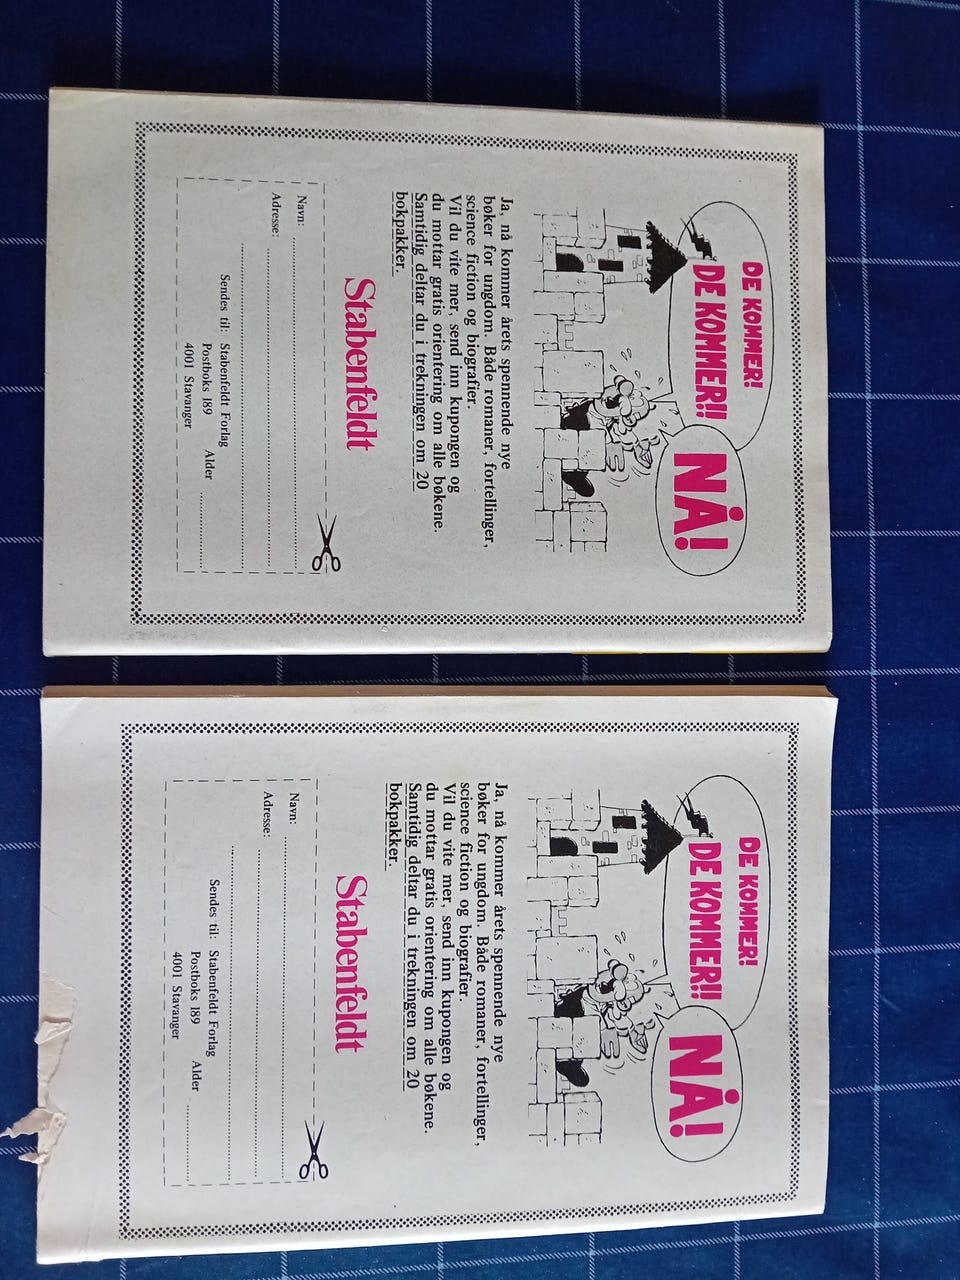 DE KOMMER!
DE KOMMER!!
NÅ!
Ja, nå kommer årets spennende nye
bøker for ungdom. Både romaner, fortellinger,
science fiction og biografier.
Vil du vite mer, send inn kupongen og
du mottar gratis orientering om alle bøkene.
Samtidig deltar du i trekningen om 20
bokpakker.
Stabenfeldt
Navn:
Adresse:
Alder
Sendes til: Stabenfeldt Forlag
Postboks 189
4001 Stavanger
DE KOMMER!
DE KOMMER!!
NÅ!
Ja, nå kommer årets spennende nye
bøker for ungdom. Både romaner, fortellinger,
science fiction og biografier.
Vil du vite mer, send inn kupongen og
du mottar gratis orientering om alle bøkene.
Samtidig deltar du i trekningen om 20
bokpakker.
Stabenfeldt
Navn:
Adresse:
Alder
Sendes til: Stabenfeldt Forlag
Postboks 189
4001 Stavanger